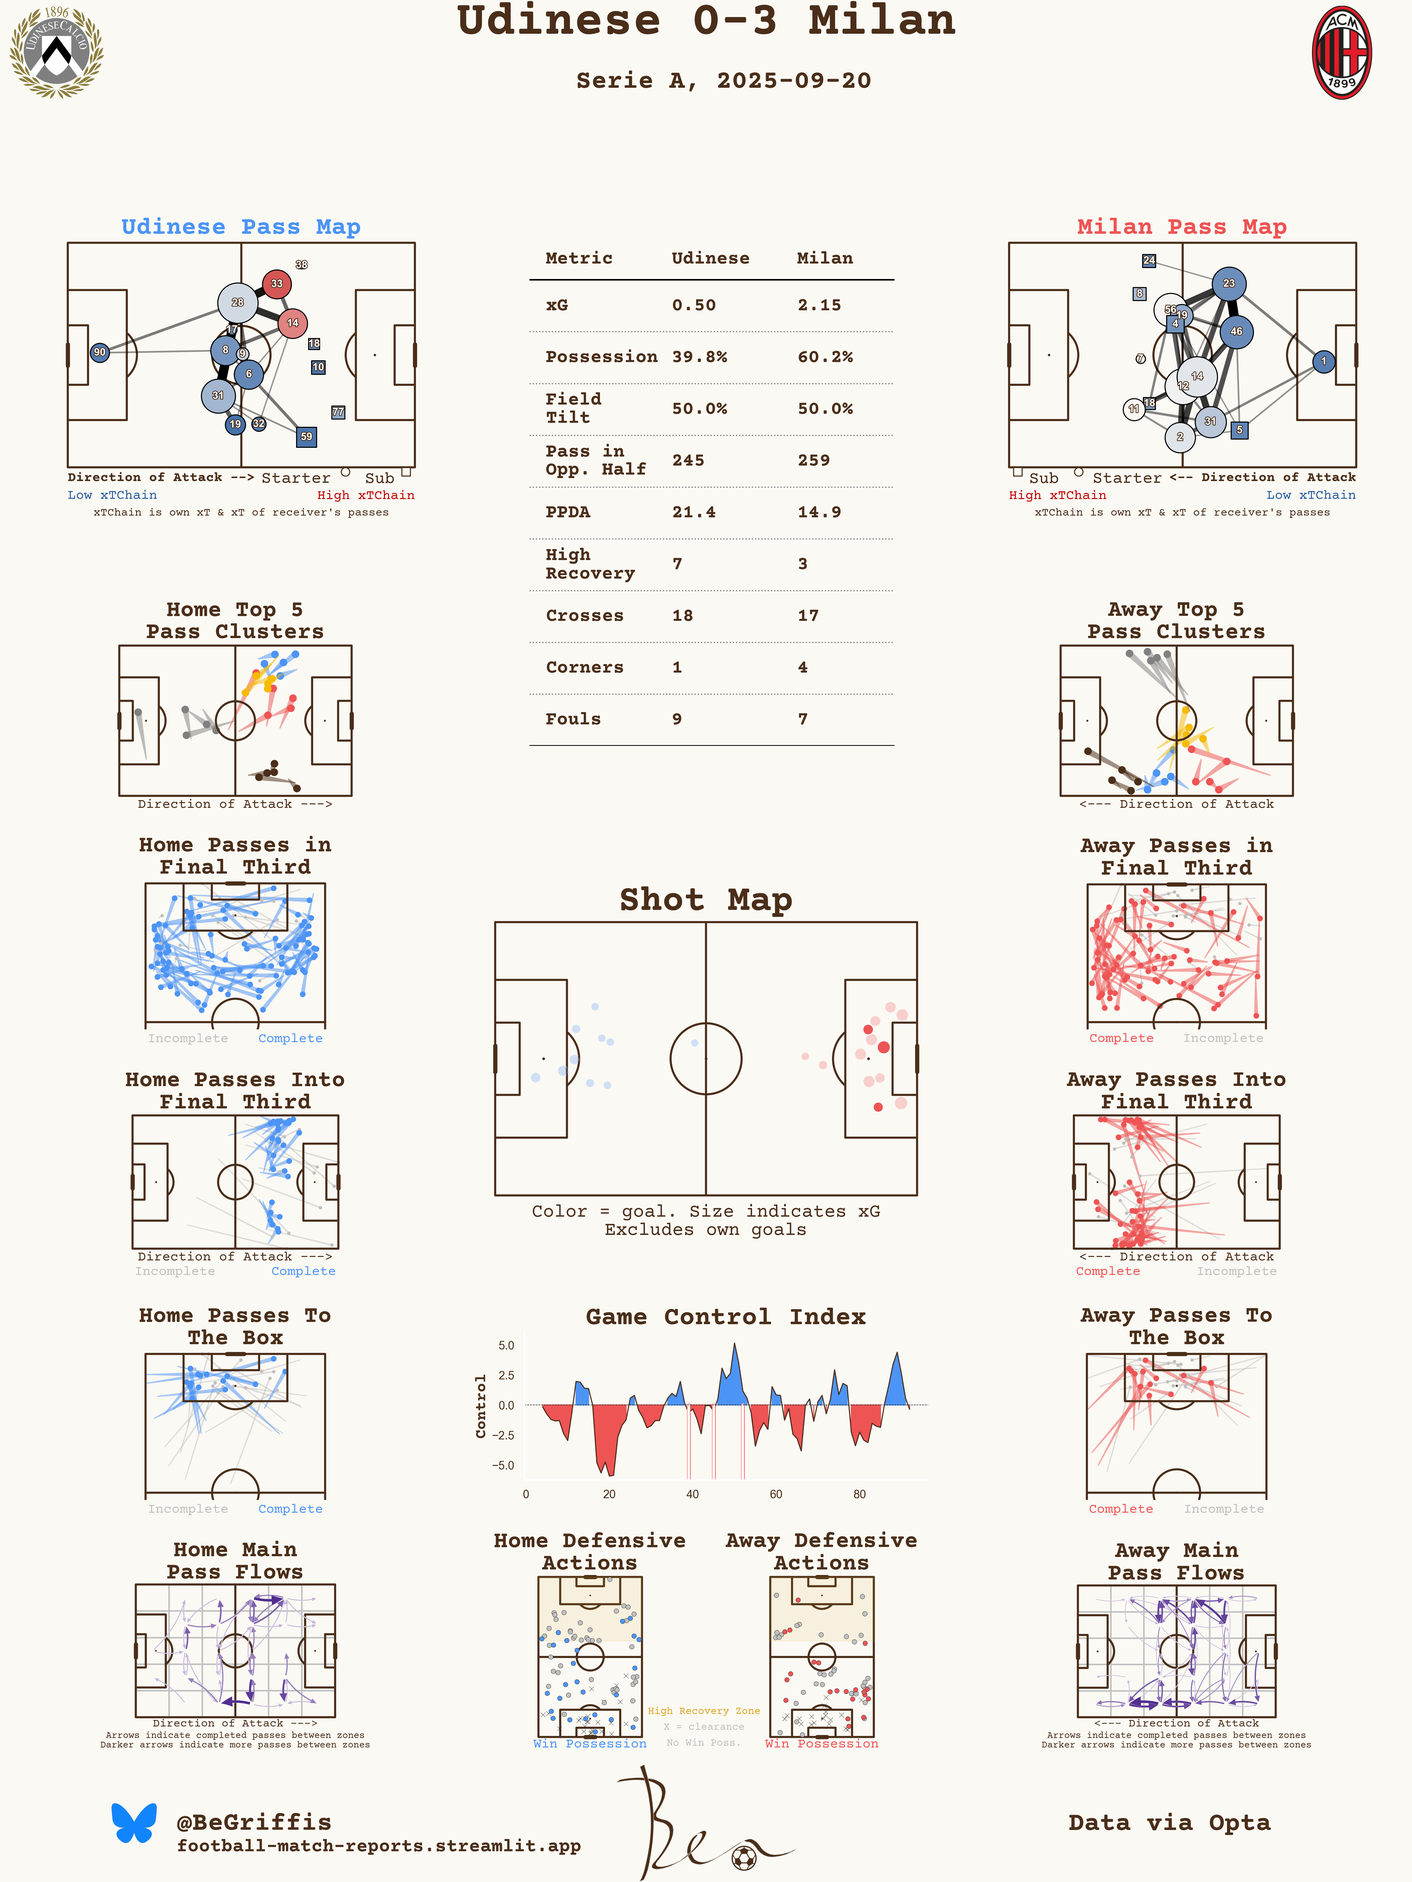 Udinese 0-3 Milan
Serie A, 2025-09-20
1896
UDINESE CALCIO
ACM
1899
Udinese Pass Map
38
33
28
14
17
18
8
9
90
10
6
31
77
19
32
59
Direction of Attack --> Starter Sub
Low xTChain High xTChain
xTChain is own xT & xT of receiver's passes
Metric Udinese Milan
xG 0.50 2.15
Possession 39.8% 60.2%
Field
Tilt 50.0% 50.0%
Pass in
Opp. Half 245 259
PPDA 21.4 14.9
High
Recovery 7 3
Crosses 18 17
Corners 1 4
Fouls 9 7
Milan Pass Map
24
23
8
56
19
4
46
7
1
14
12
18
11
31
5
2
Sub Starter <-- Direction of Attack
High xTChain Low xTChain
xTChain is own xT & xT of receiver's passes
Home Top 5
Pass Clusters
Direction of Attack --->
Away Top 5
Pass Clusters
<--- Direction of Attack
Home Passes in
Final Third
Incomplete Complete
Away Passes in
Final Third
Complete Incomplete
Shot Map
Color = goal. Size indicates xG
Excludes own goals
Home Passes Into
Final Third
Direction of Attack --->
Incomplete Complete
Away Passes Into
Final Third
<--- Direction of Attack
Complete Incomplete
Home Passes To
The Box
Incomplete Complete
Game Control Index
Control
5.0
2.5
0.0
−2.5
−5.0
0 20 40 60 80
Away Passes To
The Box
Complete Incomplete
Home Main
Pass Flows
Direction of Attack --->
Arrows indicate completed passes between zones
Darker arrows indicate more passes between zones
Home Defensive
Actions
Win Possession
High Recovery Zone
X = clearance
No Win Poss.
Away Defensive
Actions
Win Possession
Away Main
Pass Flows
<--- Direction of Attack
Arrows indicate completed passes between zones
Darker arrows indicate more passes between zones
@BeGriffis
football-match-reports.streamlit.app
Ben
Data via Opta